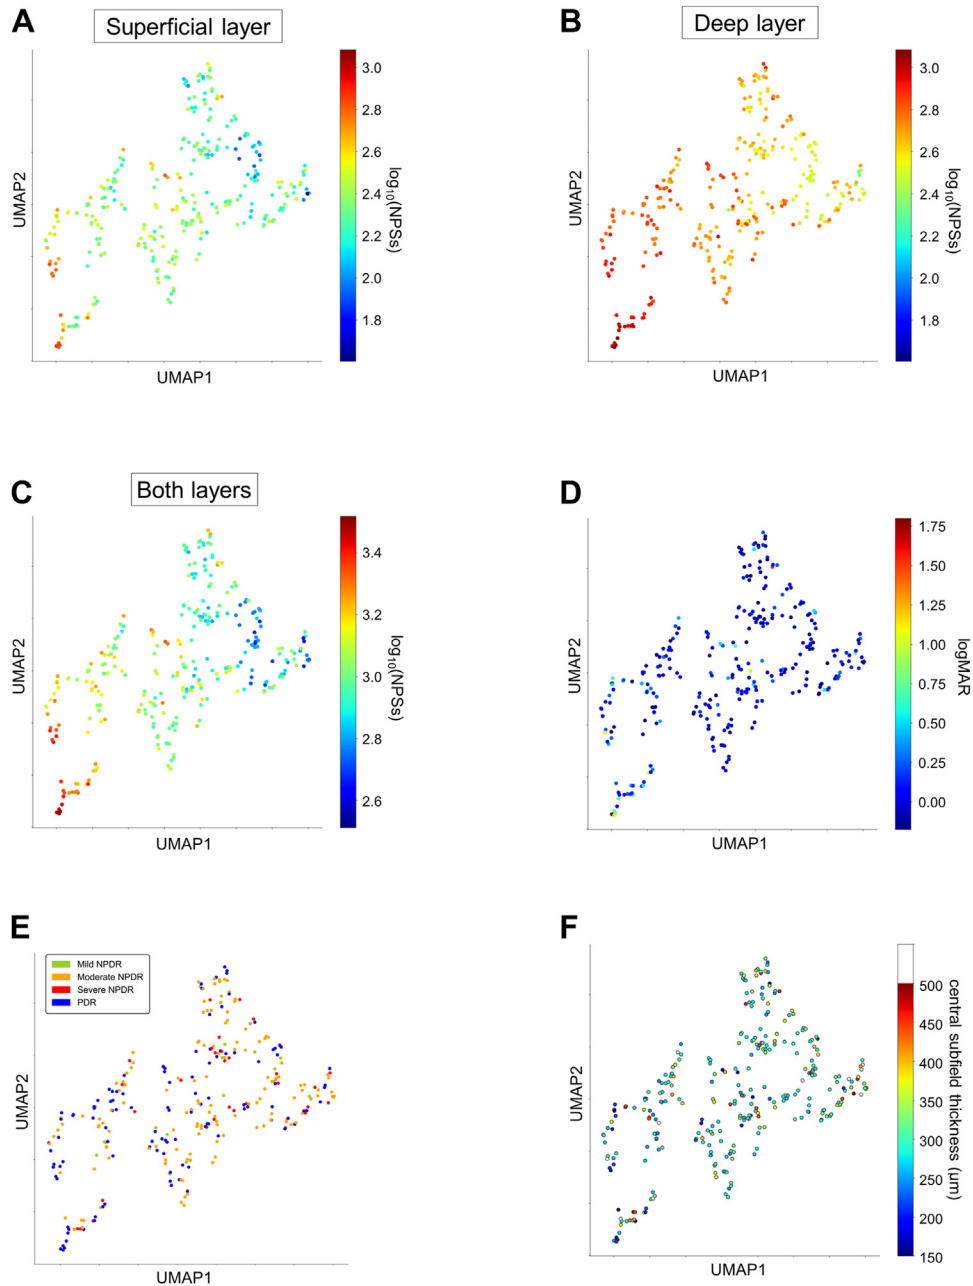 A
Superficial layer
UMAP2
UMAP1
3.0
2.8
2.6
2.4
2.2
2.0
1.8
log10(NPSs)
B
Deep layer
UMAP2
UMAP1
3.0
2.8
2.6
2.4
2.2
2.0
1.8
log10(NPSs)
C
Both layers
UMAP2
UMAP1
3.4
3.2
3.0
2.8
2.6
log10(NPSs)
D
UMAP2
UMAP1
1.75
1.50
1.25
1.00
0.75
0.50
0.25
0.00
logMAR
E
Mild NPDR
Moderate NPDR
Severe NPDR
PDR
UMAP2
UMAP1
F
UMAP2
UMAP1
500
450
400
350
300
250
200
150
central subfield thickness (μm)